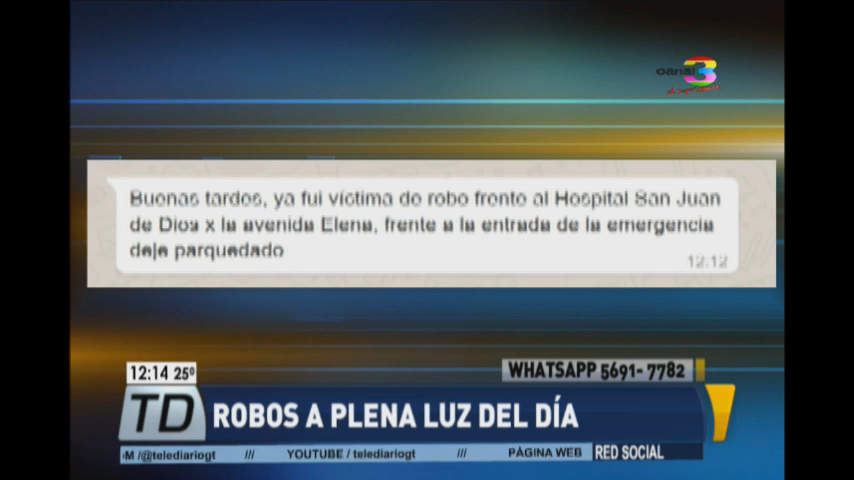 canal 3
Buenas tardes, ya fui víctima de robo frente al Hospital San Juan
de Dios x la avenida Elena, frente a la entrada de la emergencia
deje parquedado
12:12
12:14 25º
WHATSAPP 5691- 7782
TD ROBOS A PLENA LUZ DEL DÍA
M /@telediariogt /// YOUTUBE / telediariogt /// PÀGINA WEB RED SOCIAL